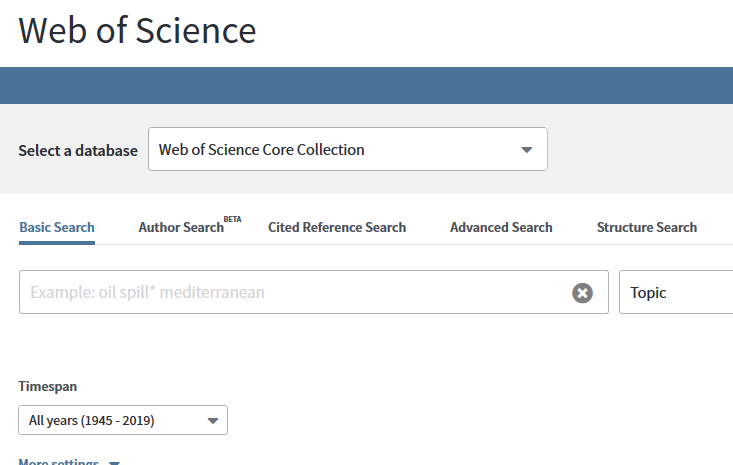 Web of Science
Select a database Web of Science Core Collection
Basic Search Author Search BETA Cited Reference Search Advanced Search Structure Search
Example: oil spill* mediterranean Topic
Timespan
All years (1945 - 2019)
More settings